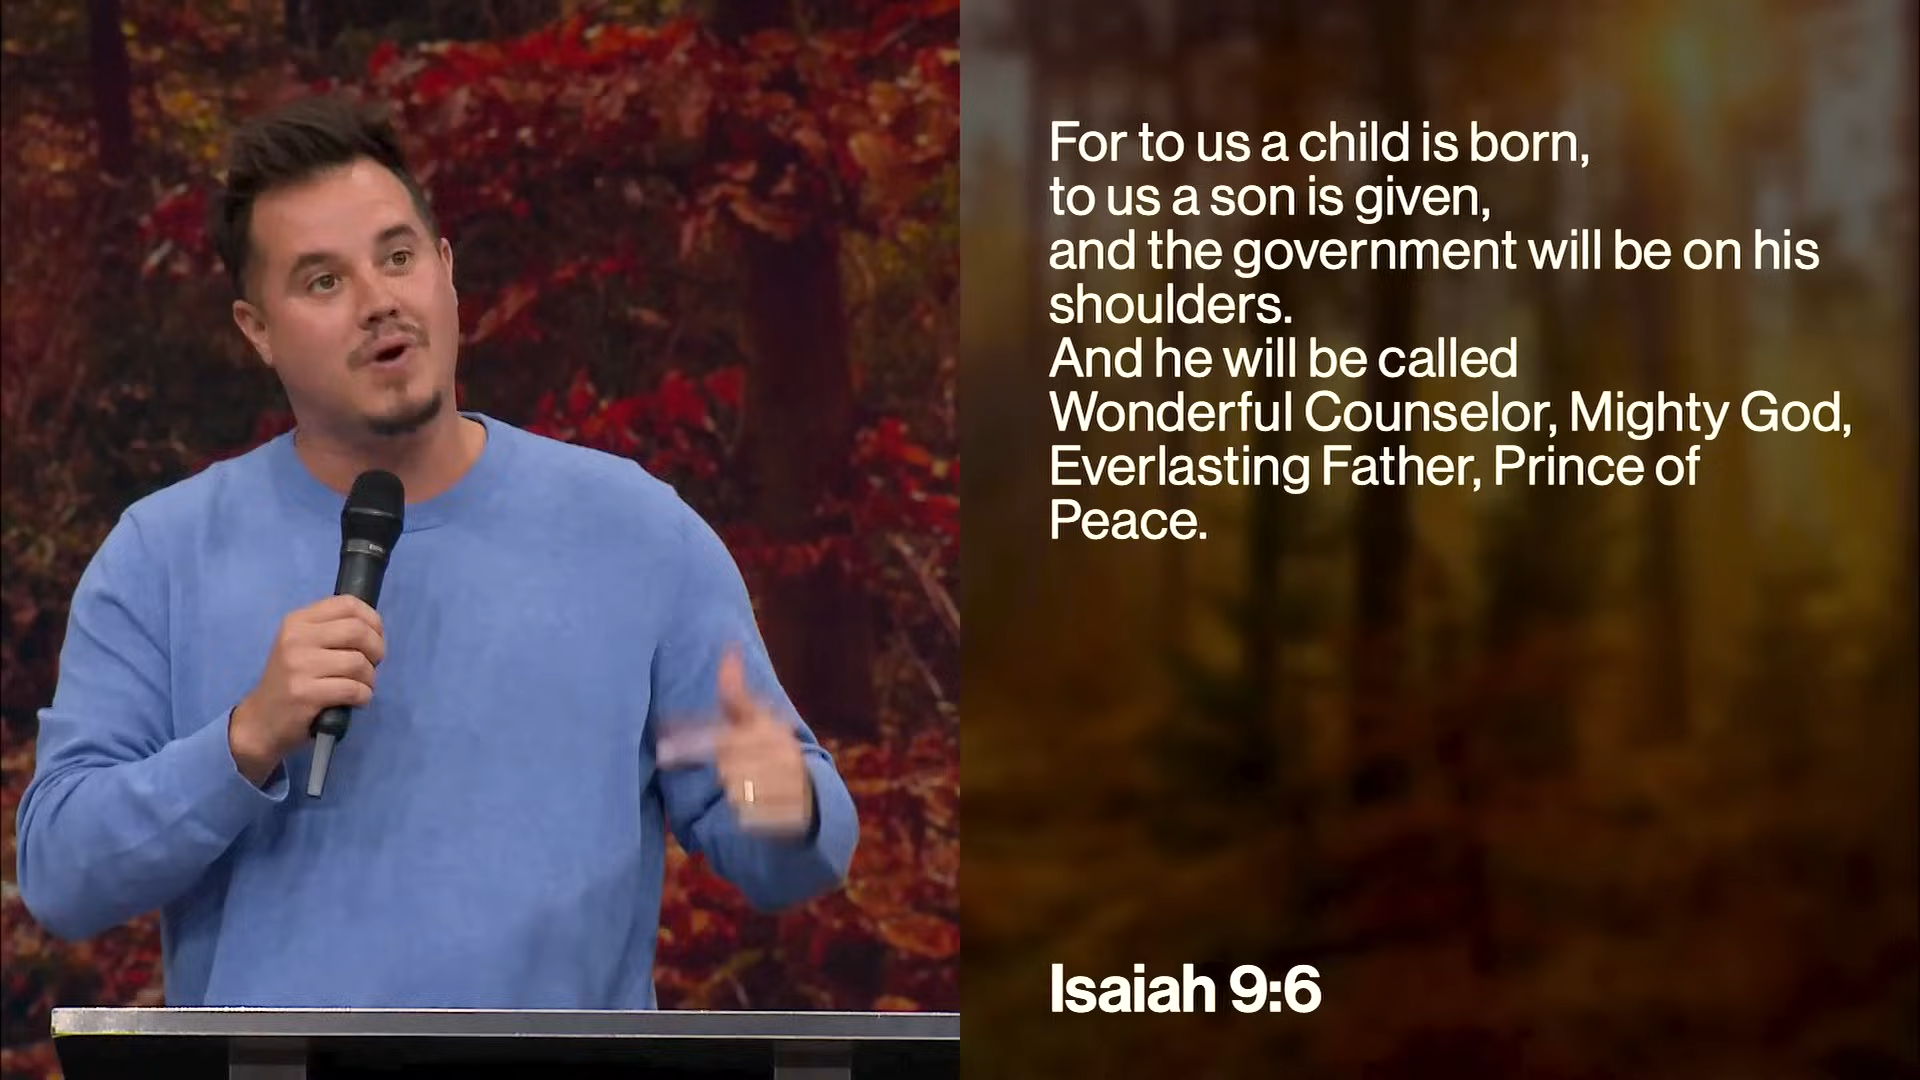 For to us a child is born,
to us a son is given,
and the government will be on his
shoulders.
And he will be called
Wonderful Counselor, Mighty God,
Everlasting Father, Prince of
Peace.
Isaiah 9:6